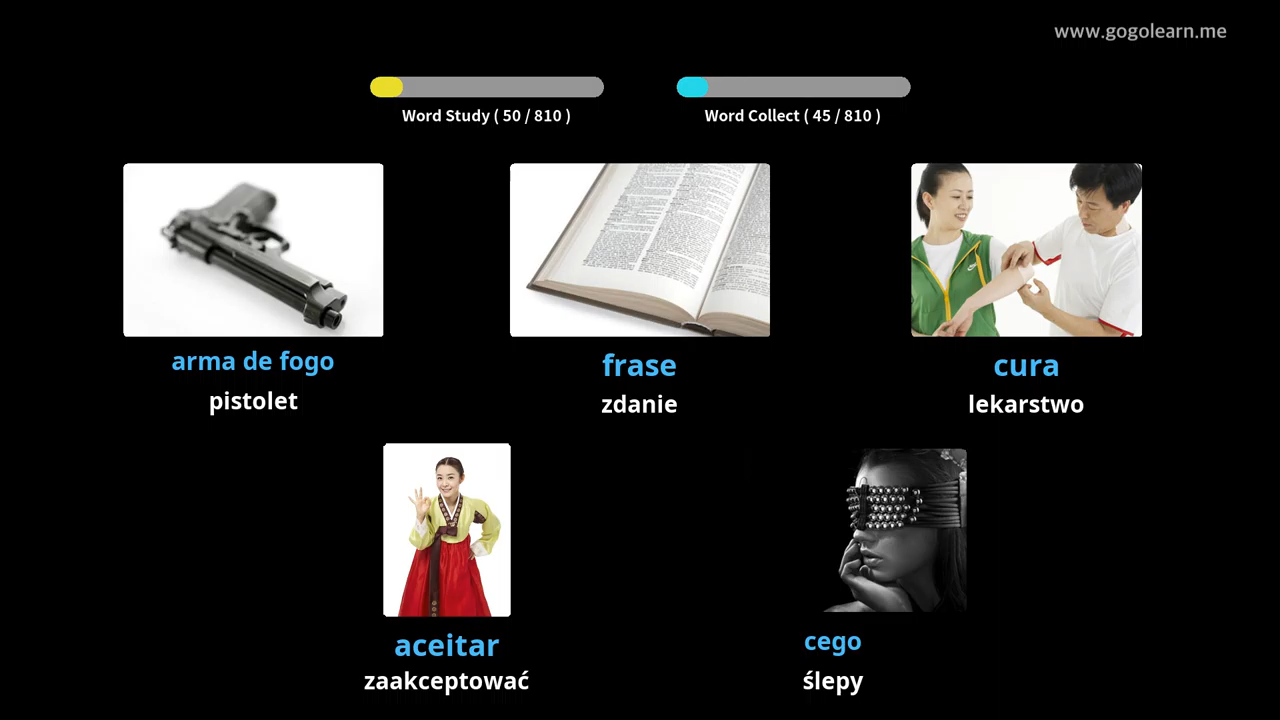 www.gogolearn.me
Word Study ( 50 / 810 )
Word Collect ( 45 / 810 )
arma de fogo
pistolet
frase
zdanie
cura
lekarstwo
aceitar
zaakceptować
cego
ślepy